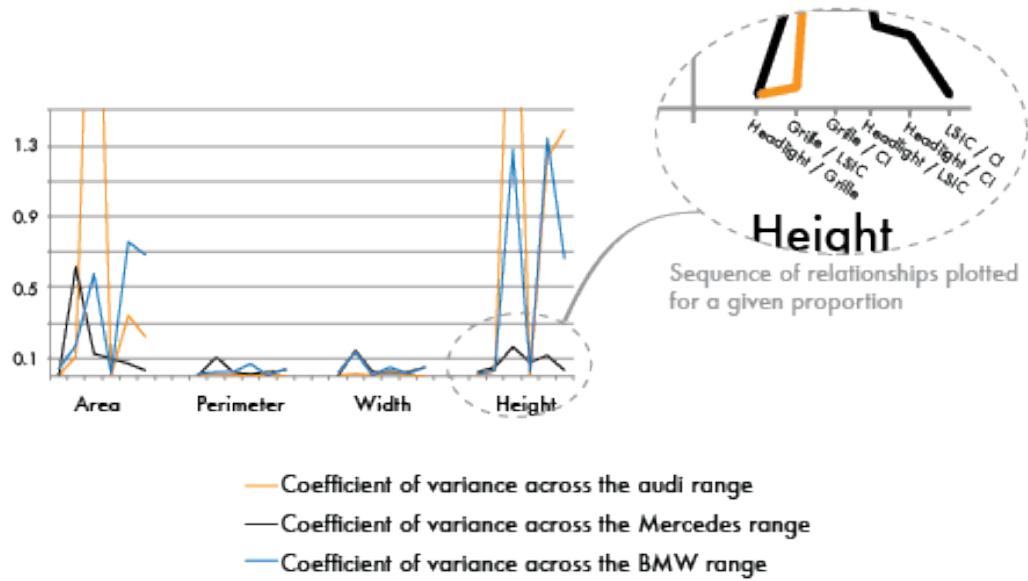 1.3
0.9
0.5
0.1
Area
Perimeter
Width
Height
Headlight / Grille
Grille / LSIC
Grille / CI
Headlight / LSIC
Headlight / CI
LSIC / CI
Height
Sequence of relationships plotted
for a given proportion
Coefficient of variance across the audi range
Coefficient of variance across the Mercedes range
Coefficient of variance across the BMW range